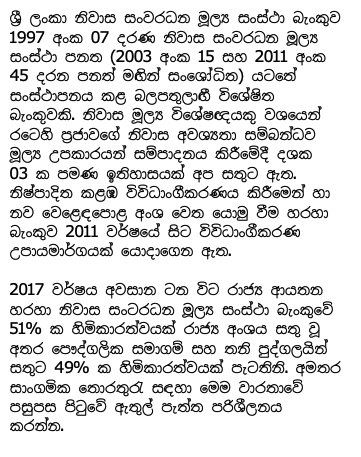 ශ්‍රී ලංකා නිවාස සංවර්‍ධන මූල්‍ය සංස්ථා බැංකුව
1997 අංක 07 දරණ නිවාස සංවර්‍ධන මූල්‍ය
සංස්ථා පනත (2003 අංක 15 සහ 2011 අංක
45 දරන පනත් මඟින් සංශෝධිත) යටතේ
සංස්ථාපනය කළ බලපත්‍රලාභී විශේෂිත
බැංකුවකි. නිවාස මූල්‍ය විශේෂඥයකු වශයෙන්
රටෙහි ප්‍රජාවගේ නිවාස අවශ්‍යතා සම්බන්ධව
මූල්‍ය උපකාරයන් සම්පාදනය කිරීමේදී දශක
03 ක පමණ ඉතිහාසයක් අප සතුව ඇත.
නිෂ්පාදිත කළඹ විවිධාංගීකරණය කිරීමෙන් හා
නව වෙළෙඳපොළ අංශ වෙත යොමු වීම හරහා
බැංකුව 2011 වර්ෂයේ සිට විවිධාංගීකරණ
උපායමාර්ගයක් යොදාගෙන ඇත.
2017 වර්ෂය අවසාන වන විට රාජ්‍ය ආයතන
හරහා නිවාස සංවර්‍ධන මූල්‍ය සංස්ථා බැංකුවේ
51% ක හිමිකාරත්වයක් රාජ්‍ය අංශය සතු වූ
අතර පෞද්ගලික සමාගම් සහ තනි පුද්ගලයින්
සතුව 49% ක හිමිකාරත්වයක් පැවතිනි. අමතර
සාංගමික තොරතුරු සඳහා මෙම වාර්තාවේ
පසුපස පිටුවේ ඇතුල් පැත්ත පරිශීලනය
කරන්න.